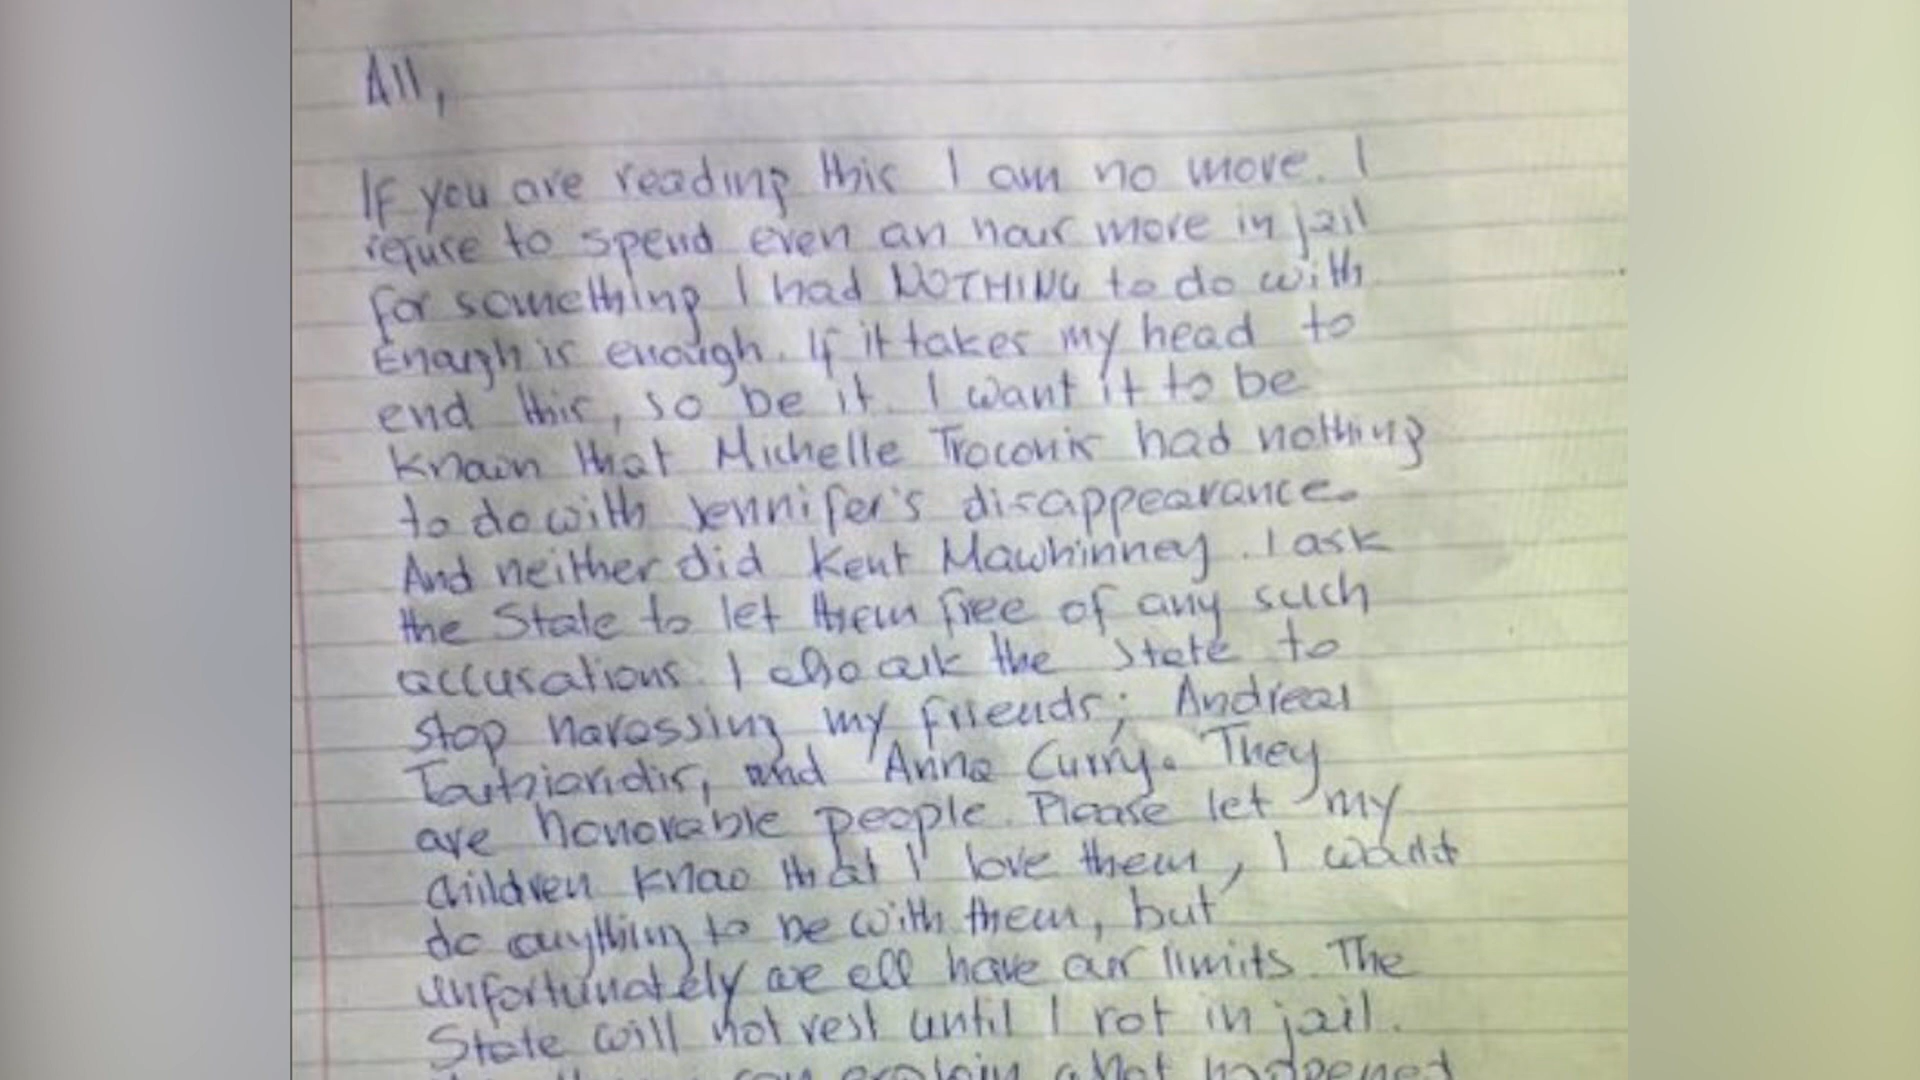 All,
If you are reading this I am no more. I
refuse to spend even an hour more in jail
for something I had NOTHING to do with
Enough is enough. If it takes my head to
end this, so be it. I want it to be
known that Michelle Troconis had nothing
to do with Jennifer's disappearance.
And neither did Kent Mawhinney. I ask
the State to let them free of any such
accusations. I also ask the State to
stop harassing my friends; Andreas
and Anna Curry. They
are honorable people. Please let my
children know that I love them, I would
do anything to be with them, but
unfortunately we all have our limits. The
State will not rest until I rot in jail.
can explain what happened